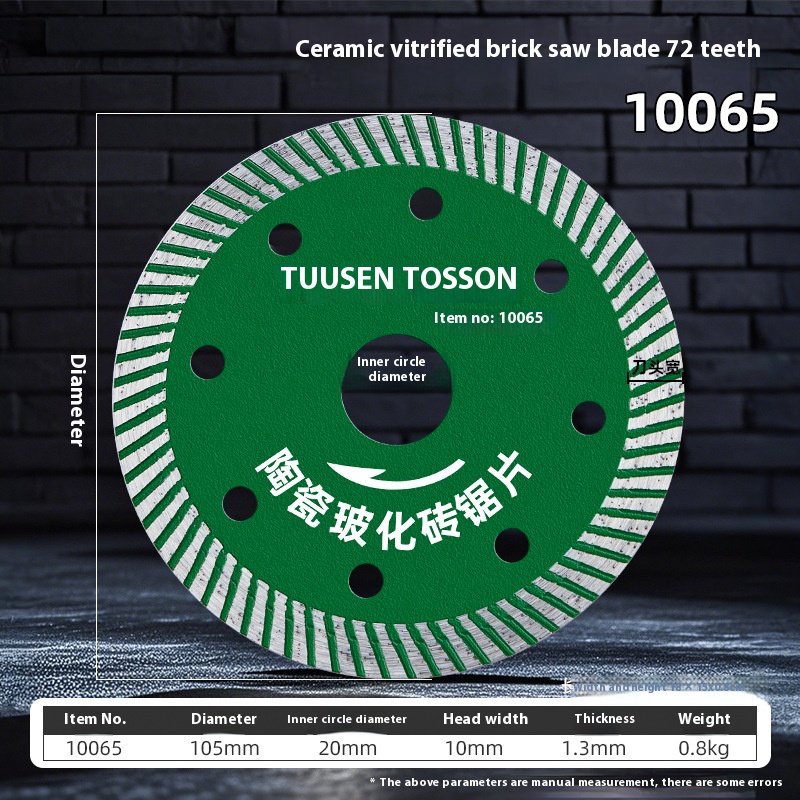 Ceramic vitrified brick saw blade 72 teeth
10065
TUUSEN TOSSON
Item no: 10065
Inner circle
diameter
Diameter
刀头宽
陶瓷玻化砖锯片
Item No. Diameter Inner circle diameter Head width Thickness Weight
10065 105mm 20mm 10mm 1.3mm 0.8kg
* The above parameters are manual measurement, there are some errors